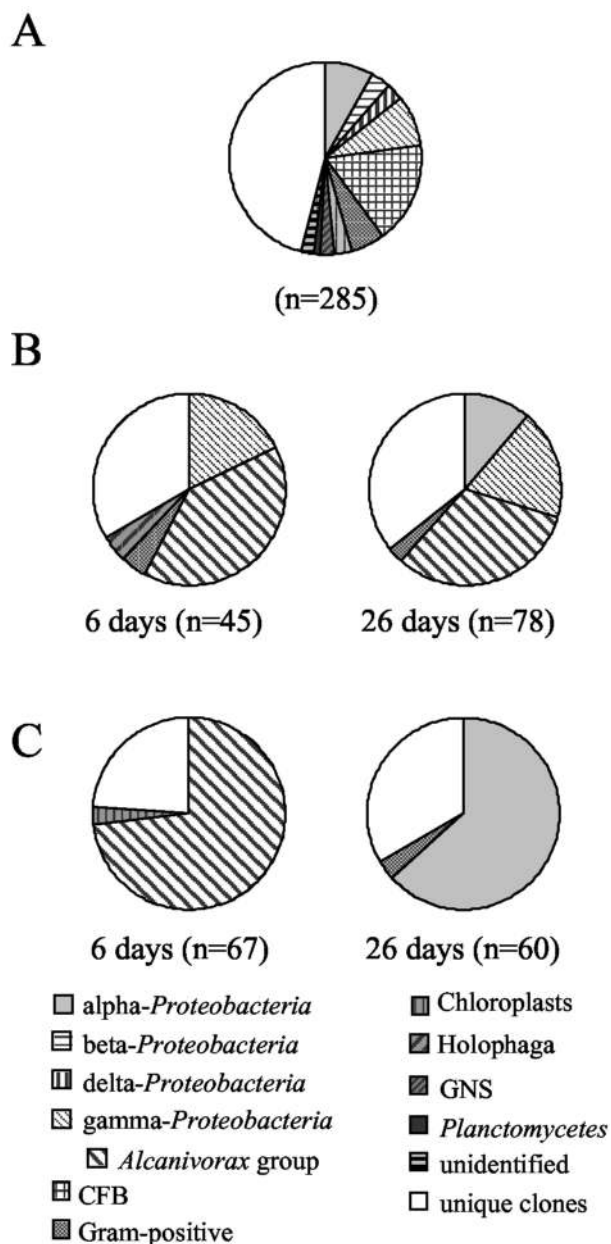 A
(n=285)
B
6 days (n=45)
26 days (n=78)
C
6 days (n=67)
26 days (n=60)
alpha-Proteobacteria
beta-Proteobacteria
delta-Proteobacteria
gamma-Proteobacteria
Alcanivorax group
CFB
Gram-positive
Chloroplasts
Holophaga
GNS
Planctomycetes
unidentified
unique clones